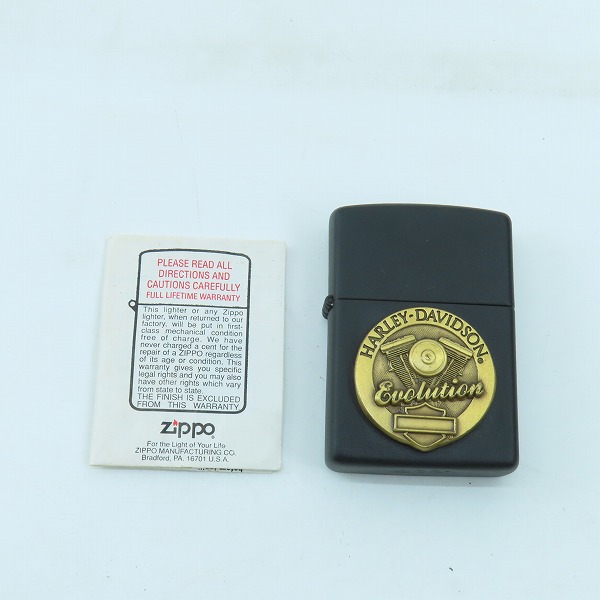 PLEASE READ ALL
DIRECTIONS AND
CAUTIONS CAREFULLY
FULL LIFETIME WARRANTY
This lighter or any Zippo
lighter, when returned to our
factory, will be put in first-
class mechanical condition
free of charge. We have
never charged a cent for the
repair of a ZIPPO regardless
of its age or condition. This
warranty gives you specific
legal rights and you may also
have other rights which vary
from state to state.
THE FINISH IS EXCLUDED
FROM THIS WARRANTY
Zippo®
For the Light of Your Life
ZIPPO MANUFACTURING CO.
Bradford, PA. 16701 U.S.A.
HARLEY-DAVIDSON®
Evolution